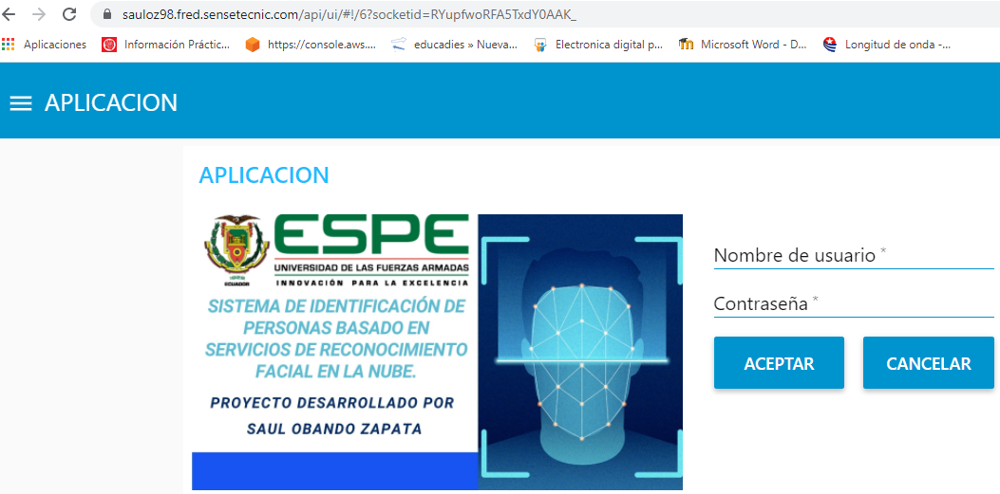 sauloz98.fred.sensetecnic.com/api/ui/#!/6?socketid=RYupfwoRFA5TxdY0AAK_
Aplicaciones Información Práctic... https://console.aws.... educadies » Nueva... Electronica digital p... Microsoft Word - D... Longitud de onda -...
APLICACION
APLICACION
ESPE
UNIVERSIDAD DE LAS FUERZAS ARMADAS
INNOVACIÓN PARA LA EXCELENCIA
ECUADOR
SISTEMA DE IDENTIFICACIÓN DE
PERSONAS BASADO EN
SERVICIOS DE RECONOCIMIENTO
FACIAL EN LA NUBE.
PROYECTO DESARROLLADO POR
SAUL OBANDO ZAPATA
Nombre de usuario *
Contraseña *
ACEPTAR CANCELAR